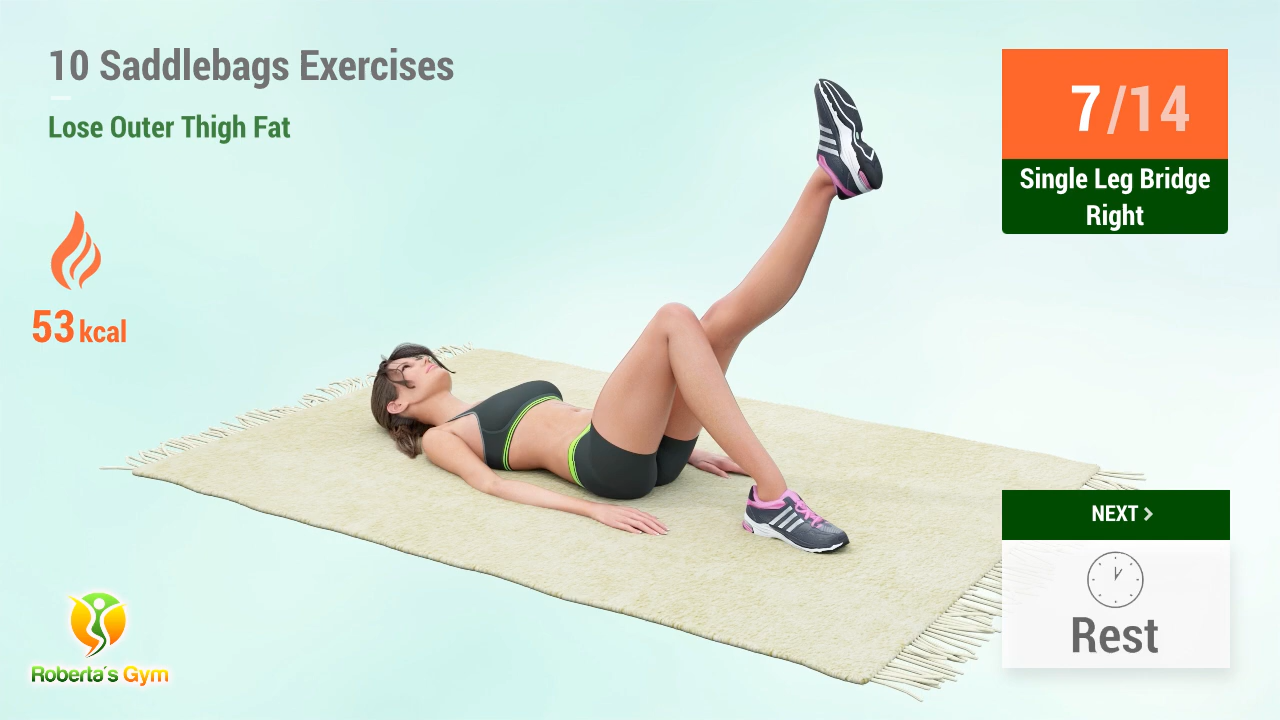 10 Saddlebags Exercises
Lose Outer Thigh Fat
7/14
Single Leg Bridge
Right
53 kcal
NEXT >
Rest
Roberta´s Gym